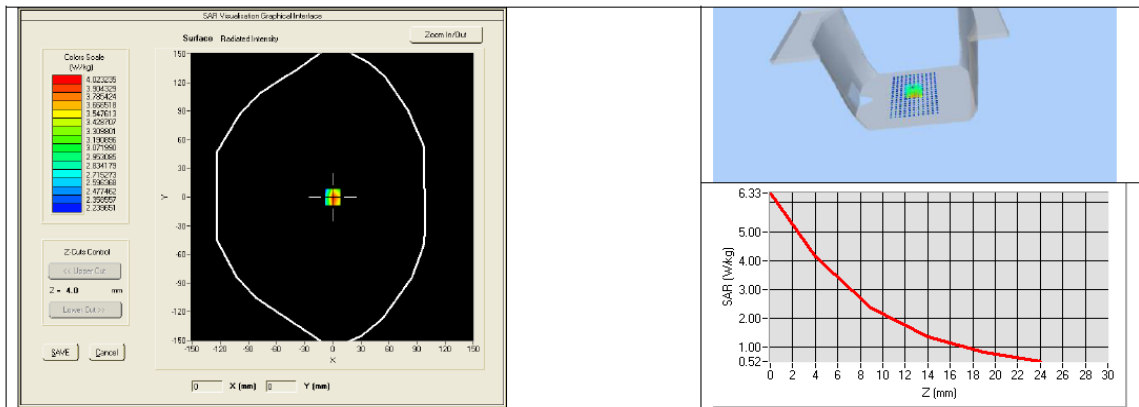 SAR Visualisation Graphical Interface
Surface Radiated Intensity
Zoom In/Out
Colors Scale
(W/kg)
4.023235
3.904329
3.785424
3.666518
3.547613
3.428707
3.309801
3.190896
3.071990
2.953085
2.834179
2.715273
2.596368
2.477462
2.358557
2.239651
Z-Cuts Control
<< Upper Cut
Z - 4.0 mm
Lower Cut >>
SAVE
Cancel
150
120
90
60
30
0
-30
-60
-90
-120
-150
Y
-150 -120 -90 -60 -30 0 30 60 90 120 150
X
0 X (mm) 0 Y (mm)
6.33
5.00
4.00
3.00
2.00
1.00
0.52
SAR (W/kg)
0 2 4 6 8 10 12 14 16 18 20 22 24 26 28 30
Z (mm)